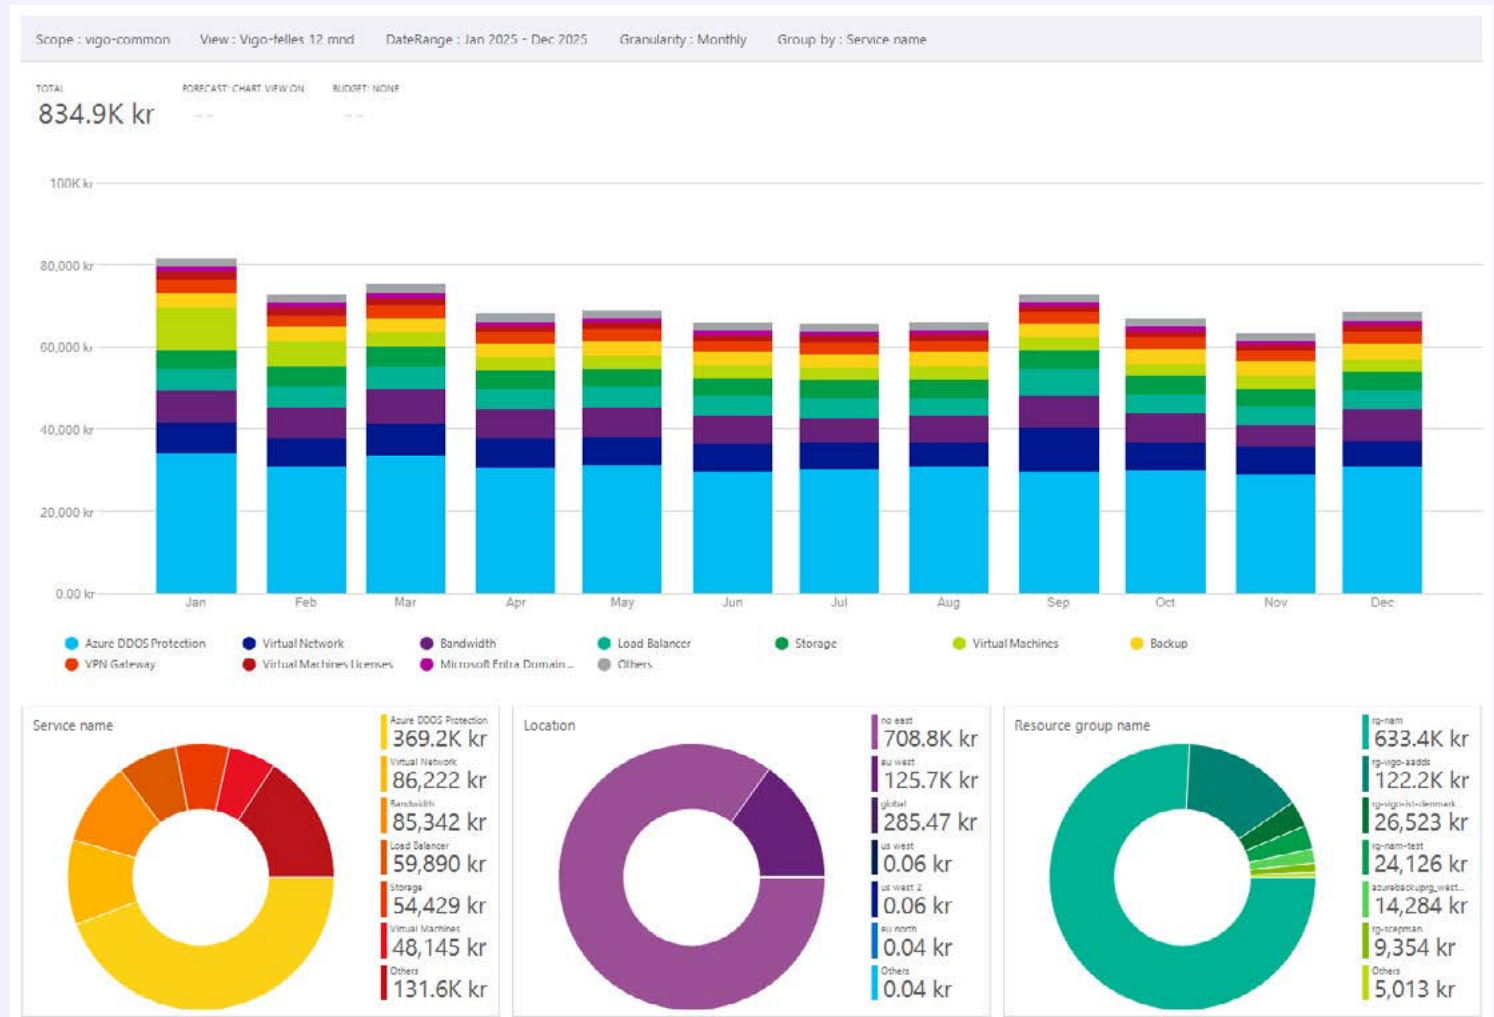 Scope : vigo-common View : Vigo-felles 12 mnd DateRange : Jan 2025 - Dec 2025 Granularity : Monthly Group by : Service name
TOTAL FORECAST: CHART VIEW ON BUDGET: NONE
834.9K kr -- --
100K kr
80,000 kr
60,000 kr
40,000 kr
20,000 kr
0.00 kr
Jan Feb Mar Apr May Jun Jul Aug Sep Oct Nov Dec
Azure DDOS Protection Virtual Network Bandwidth Load Balancer Storage Virtual Machines Backup
VPN Gateway Virtual Machines Licenses Microsoft Entra Domain... Others
Service name
Azure DDOS Protection
369.2K kr
Virtual Network
86,222 kr
Bandwidth
85,342 kr
Load Balancer
59,890 kr
Storage
54,429 kr
Virtual Machines
48,145 kr
Others
131.6K kr
Location
no east
708.8K kr
eu west
125.7K kr
global
285.47 kr
us west
0.06 kr
us west 2
0.06 kr
eu north
0.04 kr
Others
0.04 kr
Resource group name
rg-nam
633.4K kr
rg-vigo-aadds
122.2K kr
rg-vigo-ist-denmark...
26,523 kr
rg-nam-test
24,126 kr
azurebackuprg_west...
14,284 kr
rg-scepman
9,354 kr
Others
5,013 kr